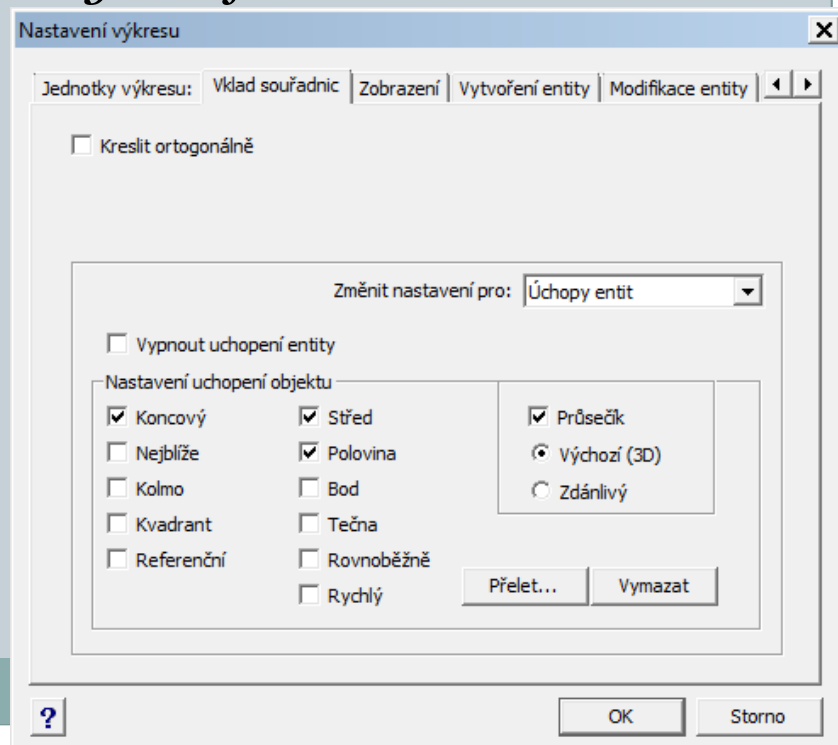 Nastavení výkresu
Jednotky výkresu: Vklad souřadnic Zobrazení Vytvoření entity Modifikace entity
Kreslit ortogonálně
Změnit nastavení pro: Úchopy entit
Vypnout uchopení entity
Nastavení uchopení objektu
Koncový Střed Průsečík
Nejblíže Polovina Výchozí (3D)
Kolmo Bod Zdánlivý
Kvadrant Tečna
Referenční Rovnoběžně
Rychlý Přelet... Vymazat
? OK Storno